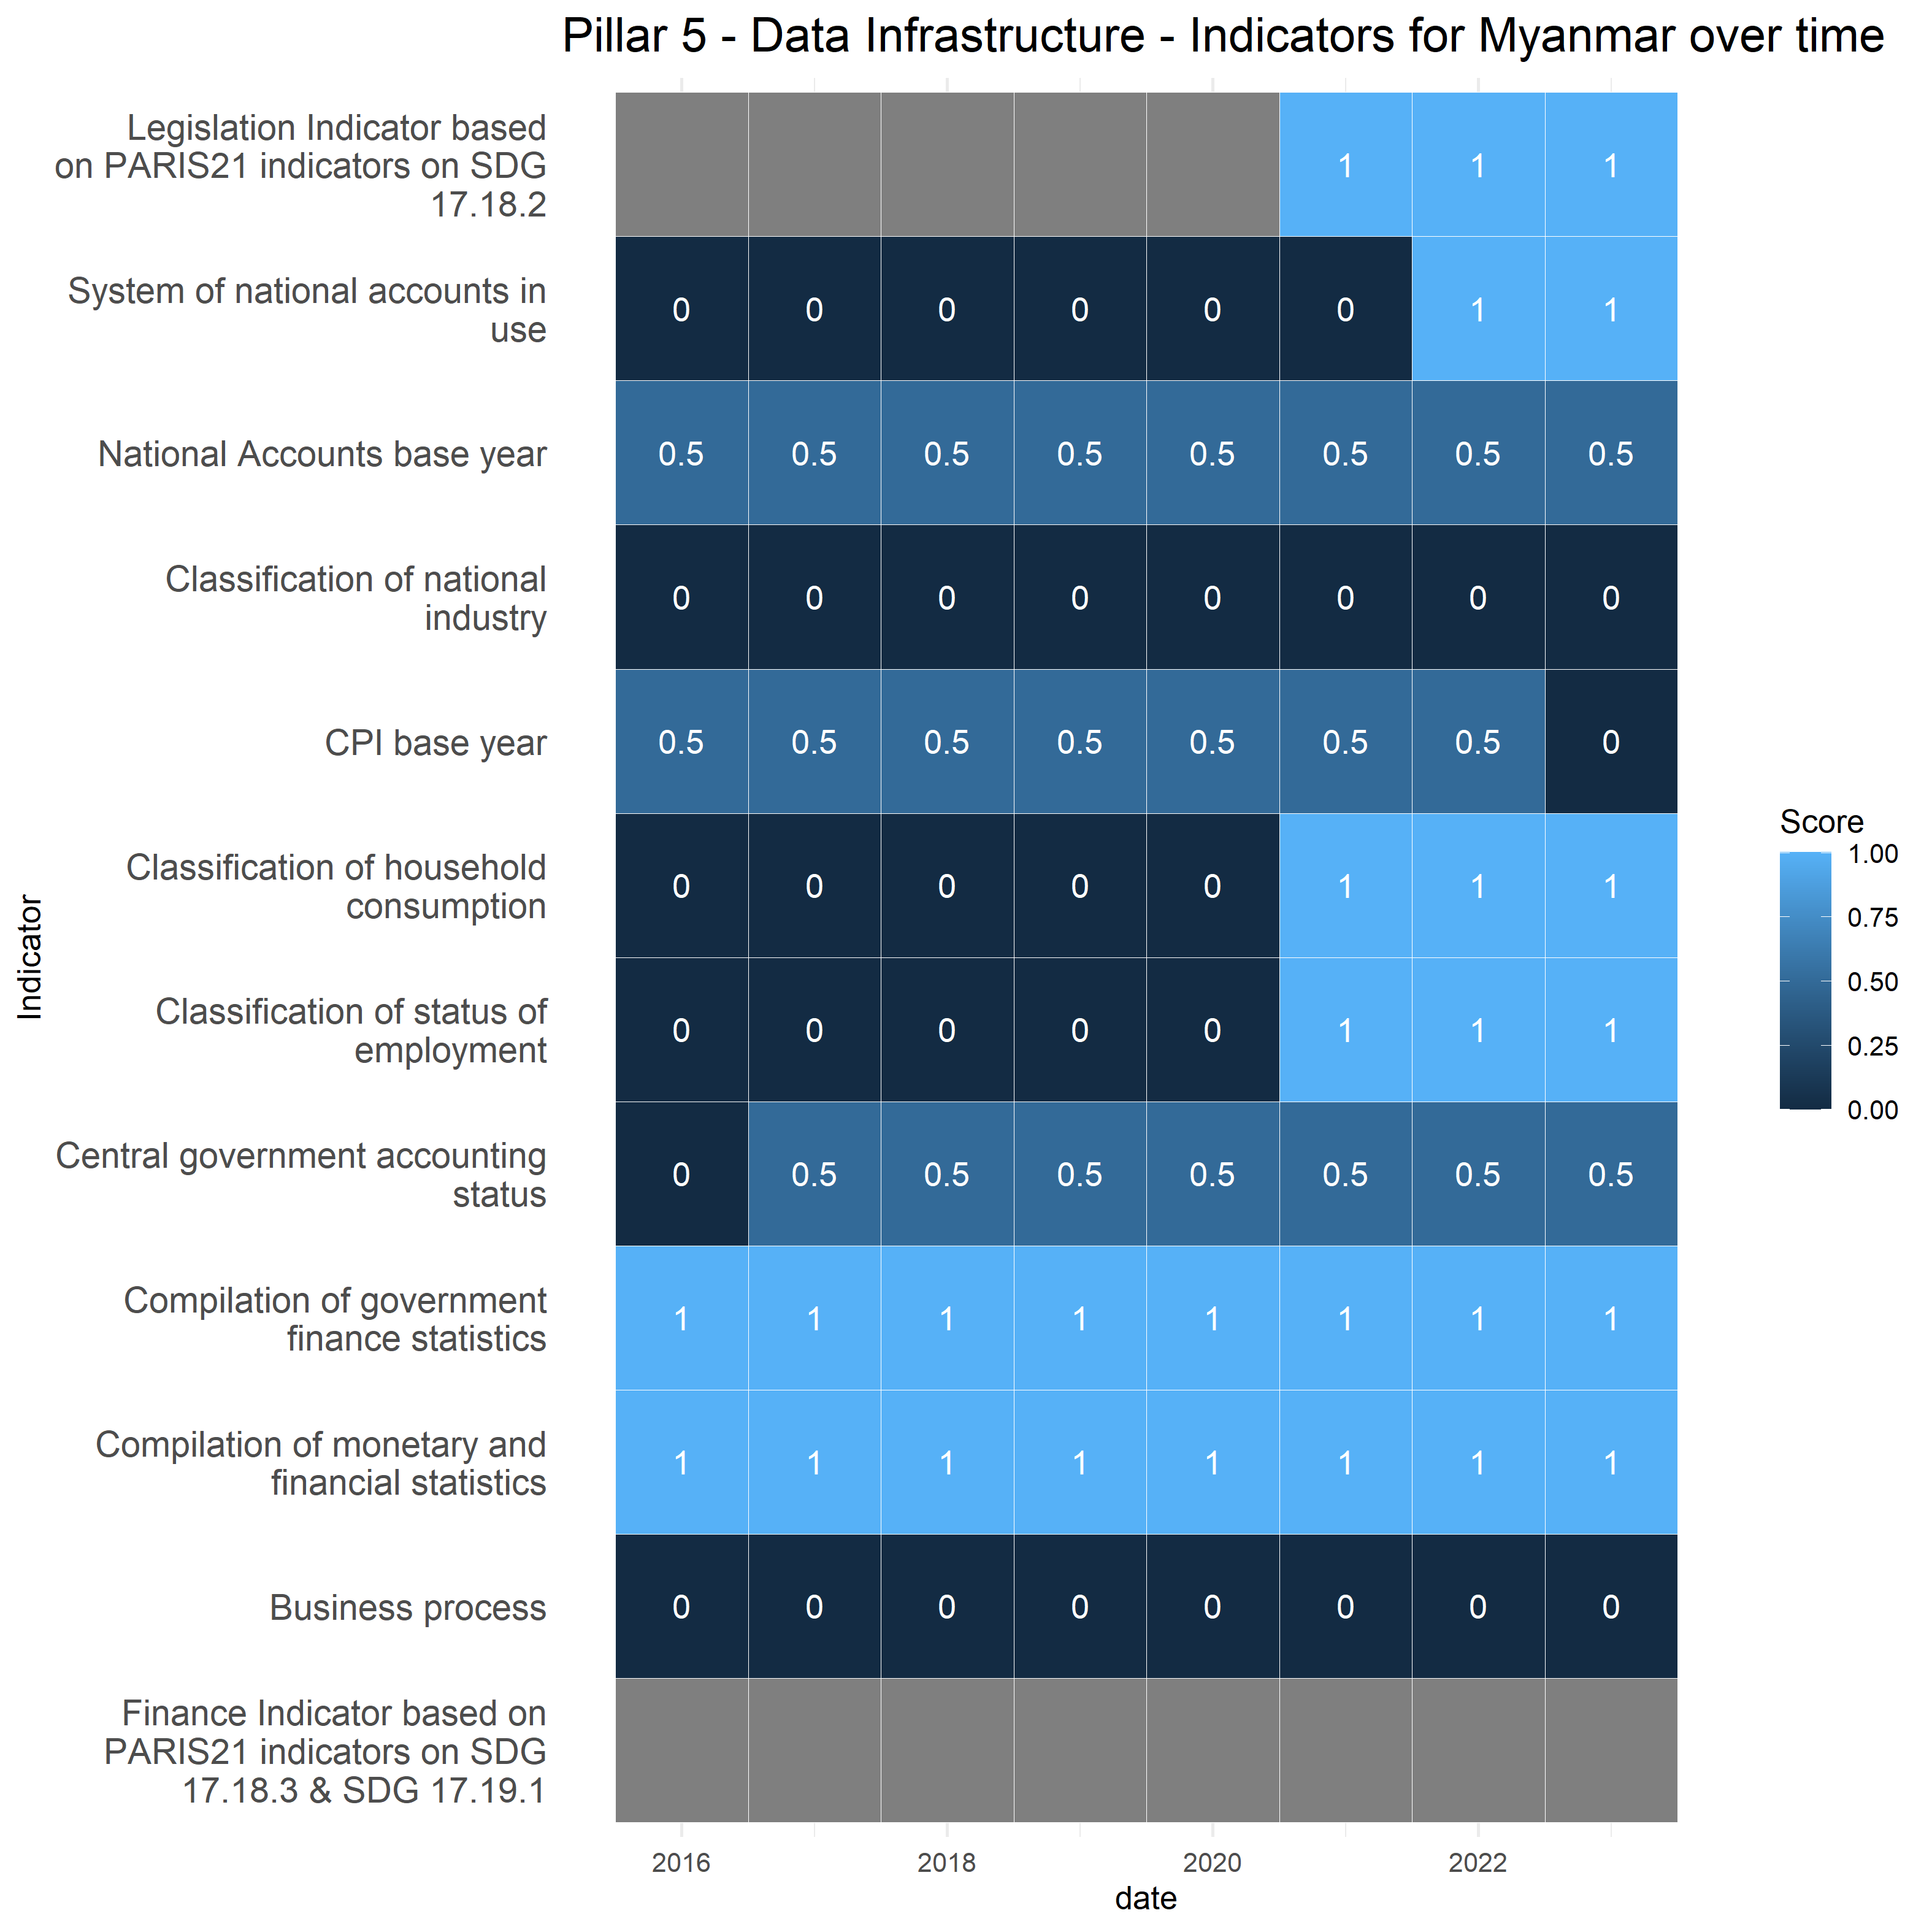 Pillar 5 - Data Infrastructure - Indicators for Myanmar over time
Legislation Indicator based
on PARIS21 indicators on SDG
17.18.2
1 1 1
System of national accounts in
use
0 0 0 0 0 0 1 1
National Accounts base year
0.5 0.5 0.5 0.5 0.5 0.5 0.5 0.5
Classification of national
industry
0 0 0 0 0 0 0 0
CPI base year
0.5 0.5 0.5 0.5 0.5 0.5 0.5 0
Classification of household
consumption
0 0 0 0 0 1 1 1
Classification of status of
employment
0 0 0 0 0 1 1 1
Central government accounting
status
0 0.5 0.5 0.5 0.5 0.5 0.5 0.5
Compilation of government
finance statistics
1 1 1 1 1 1 1 1
Compilation of monetary and
financial statistics
1 1 1 1 1 1 1 1
Business process
0 0 0 0 0 0 0 0
Finance Indicator based on
PARIS21 indicators on SDG
17.18.3 & SDG 17.19.1
2016 2018 2020 2022
date
Indicator
Score
1.00
0.75
0.50
0.25
0.00